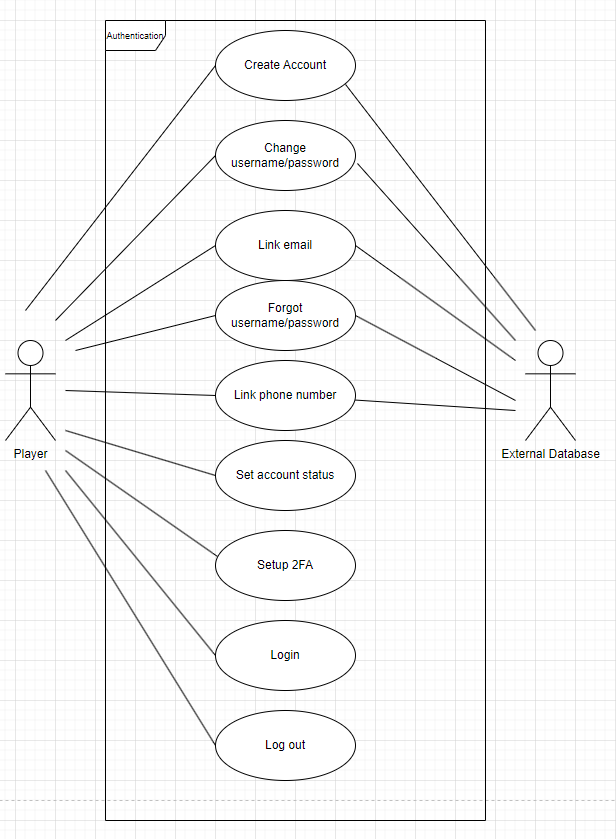 Authentication
Create Account
Change
username/password
Link email
Forgot
username/password
Link phone number
Player
External Database
Set account status
Setup 2FA
Login
Log out